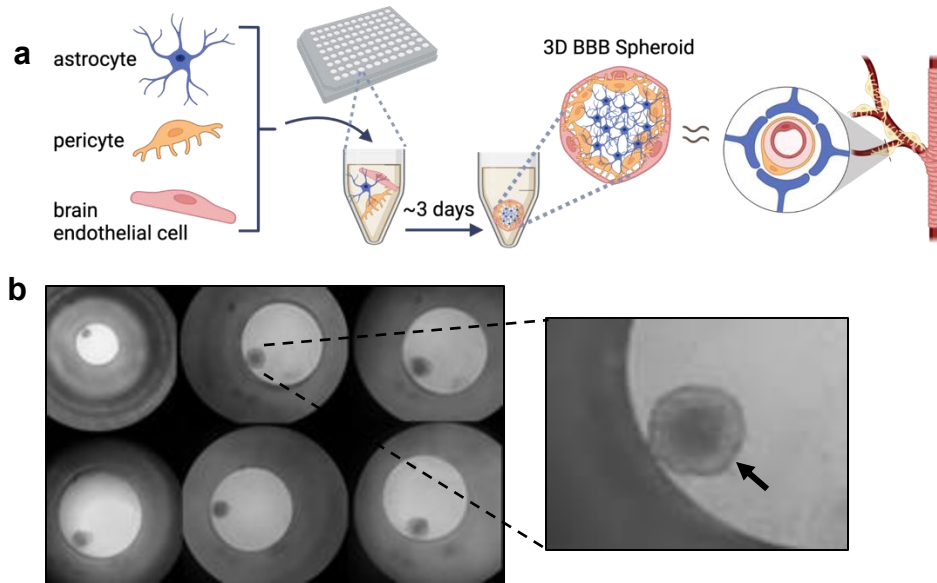 a
astrocyte
pericyte
brain
endothelial cell
~3 days
3D BBB Spheroid
b